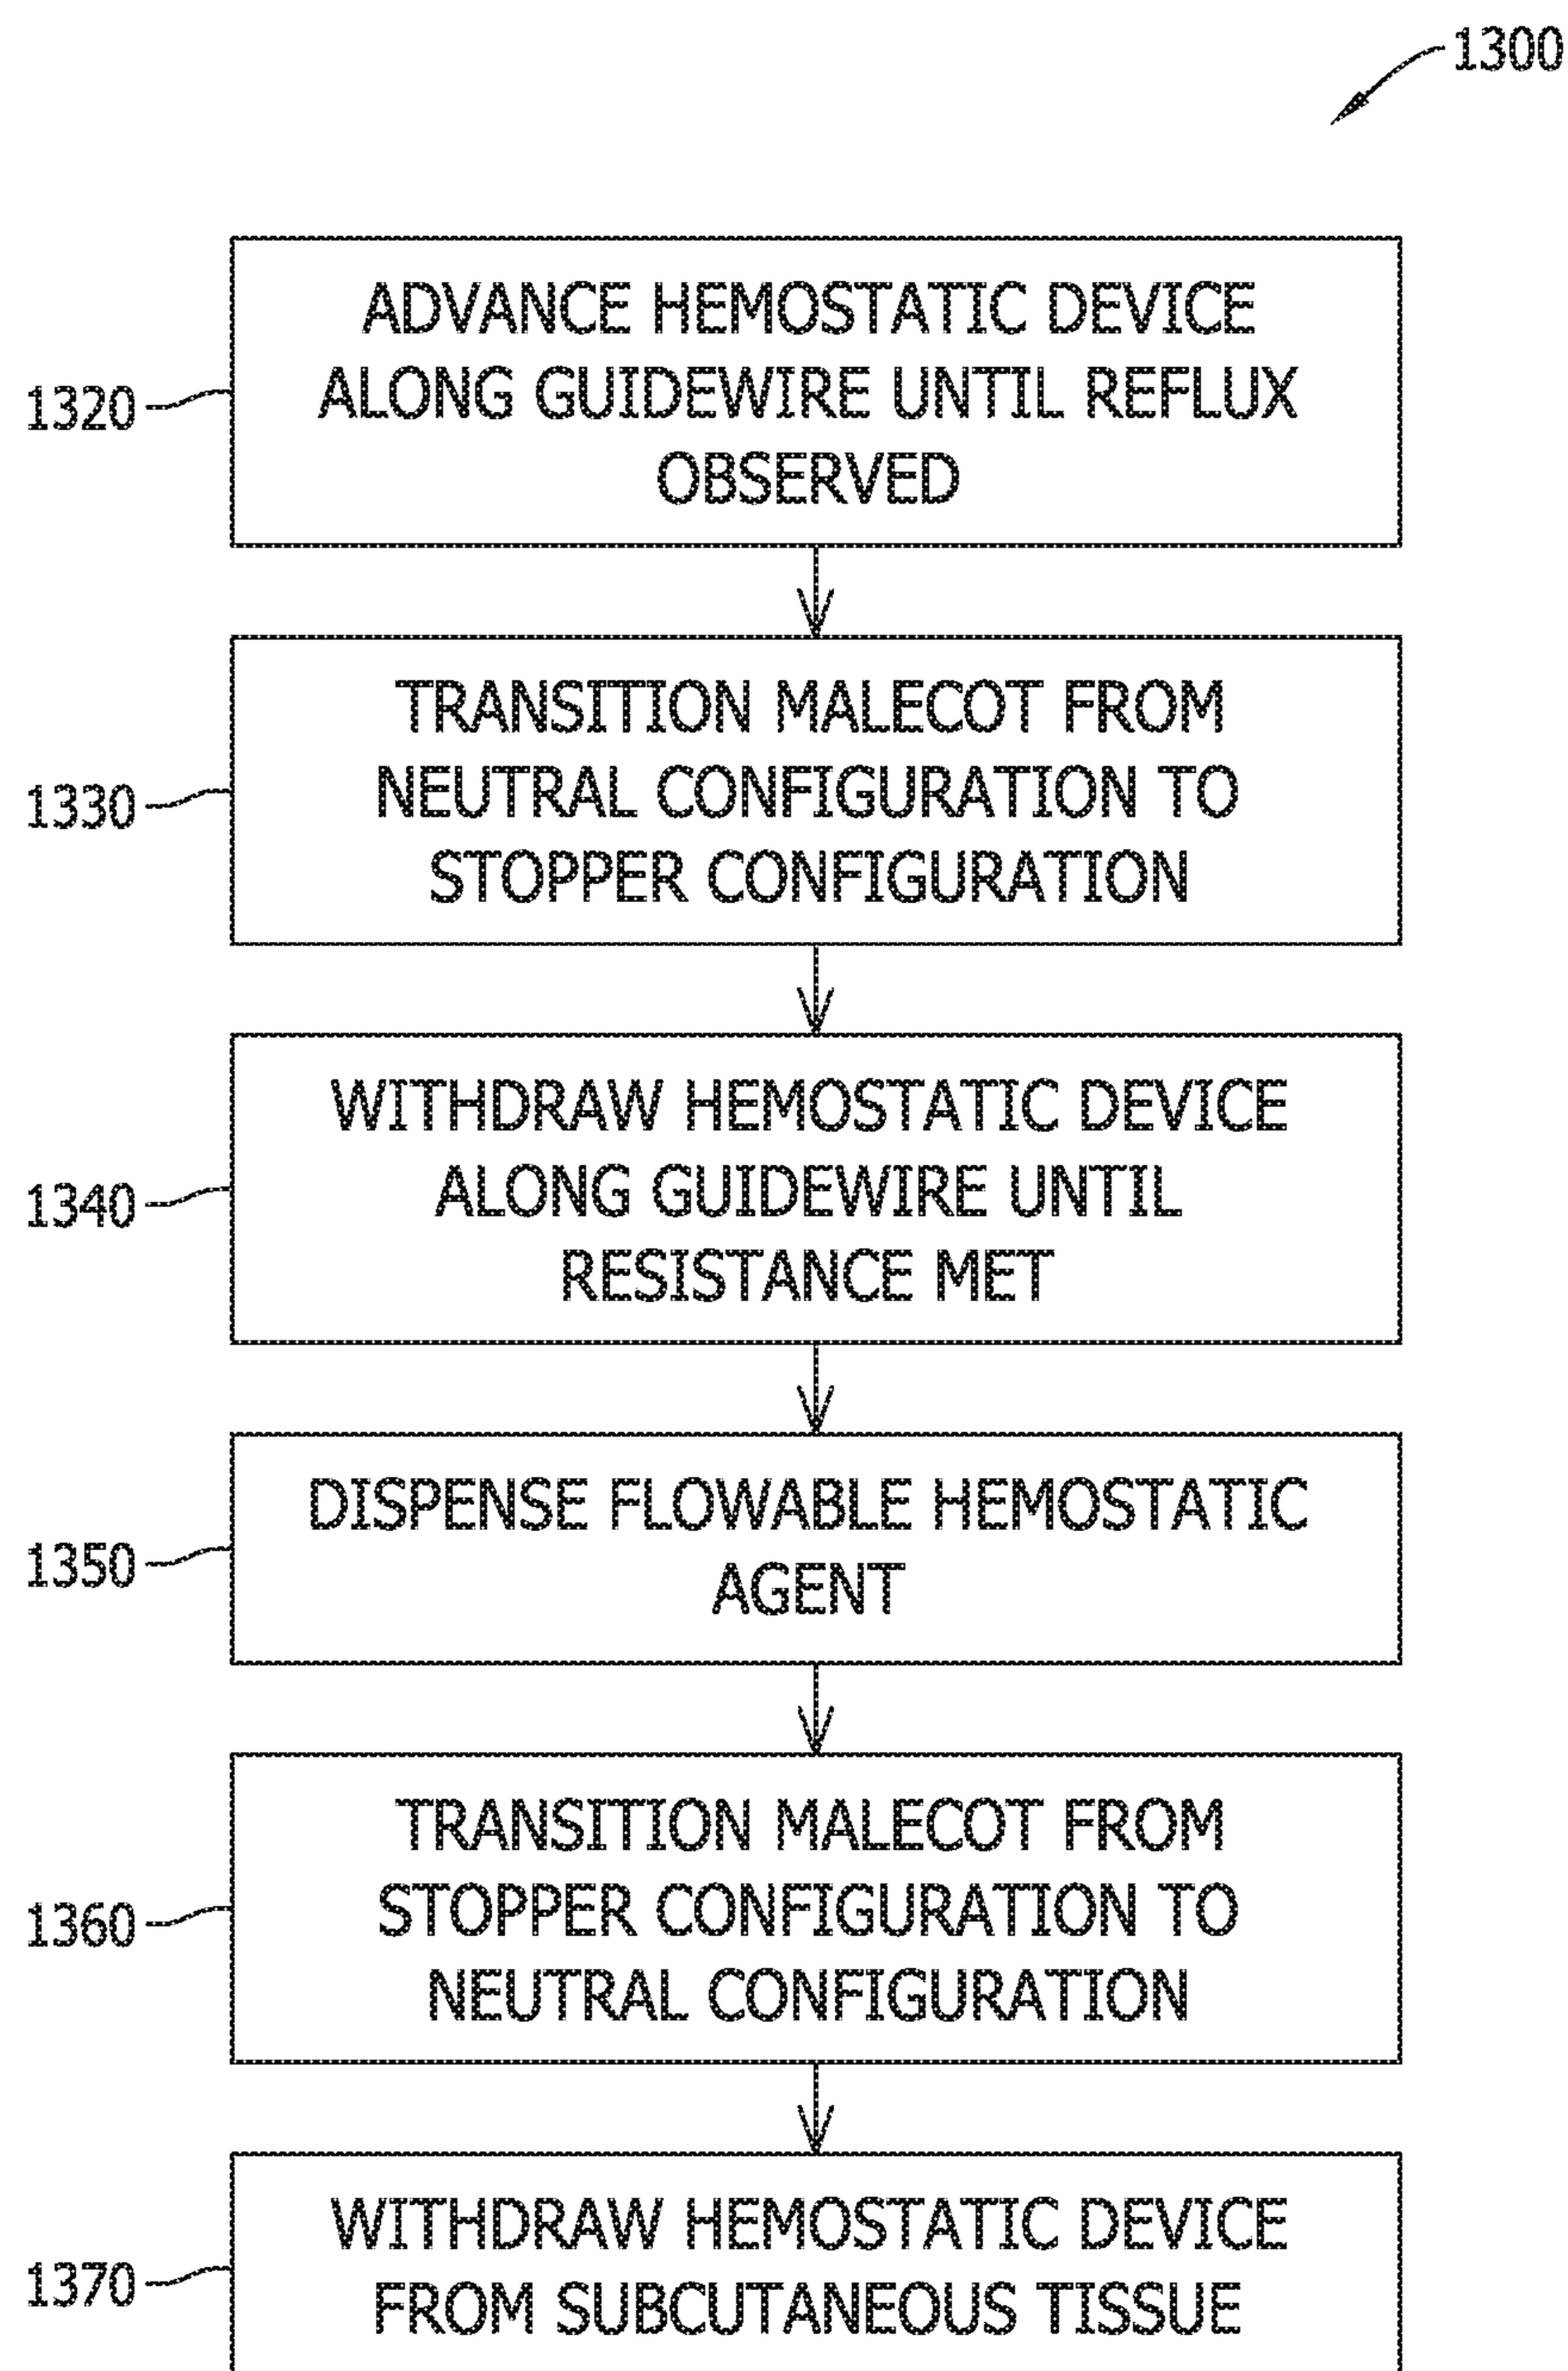 1300
ADVANCE HEMOSTATIC DEVICE
1320 ALONG GUIDEWIRE UNTIL REFLUX
OBSERVED
TRANSITION MALECOT FROM
1330 NEUTRAL CONFIGURATION TO
STOPPER CONFIGURATION
WITHDRAW HEMOSTATIC DEVICE
1340 ALONG GUIDEWIRE UNTIL
RESISTANCE MET
DISPENSE FLOWABLE HEMOSTATIC
1350 AGENT
TRANSITION MALECOT FROM
1360 STOPPER CONFIGURATION TO
NEUTRAL CONFIGURATION
WITHDRAW HEMOSTATIC DEVICE
1370 FROM SUBCUTANEOUS TISSUE